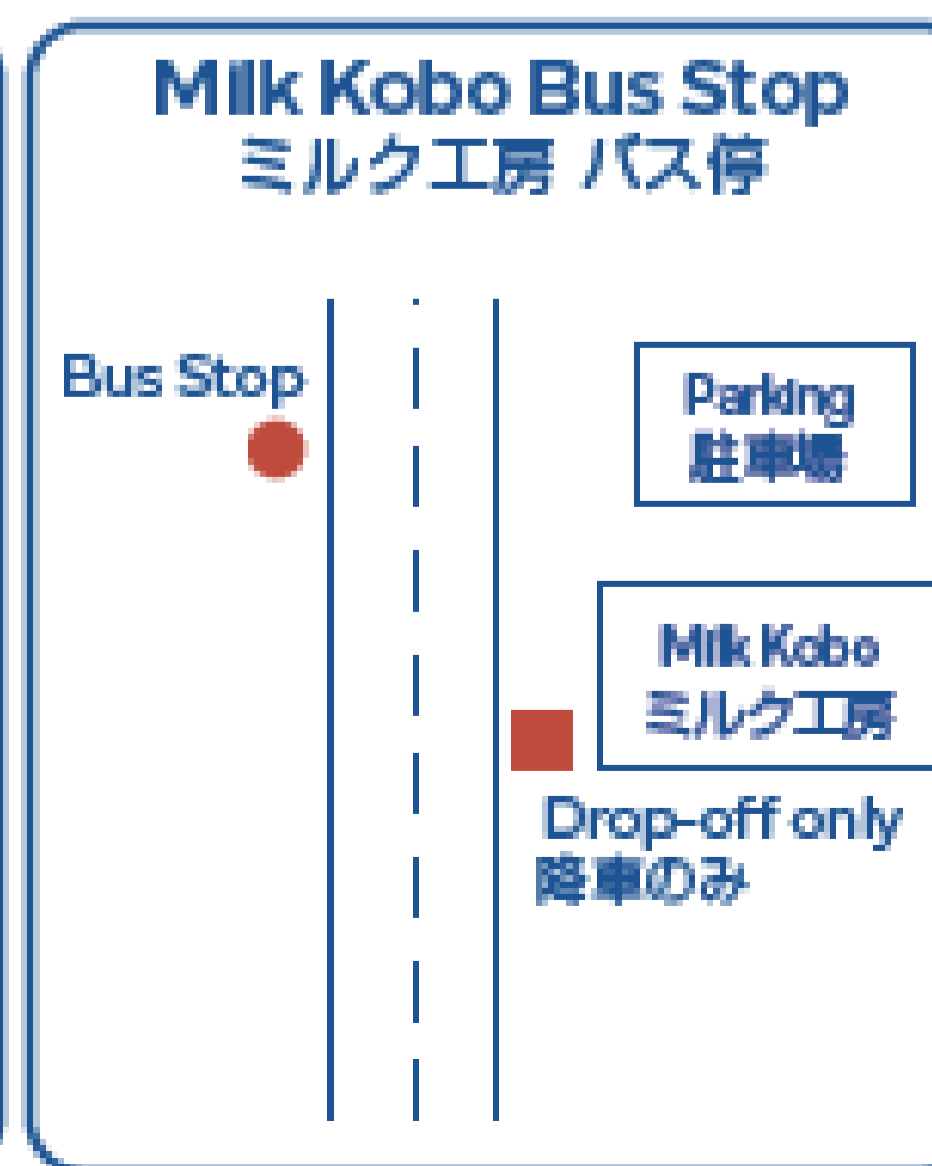 Milk Kobo Bus Stop
ミルク工房 バス停
Bus Stop
Parking
駐車場
Milk Kobo
ミルク工房
Drop-off only
降車のみ